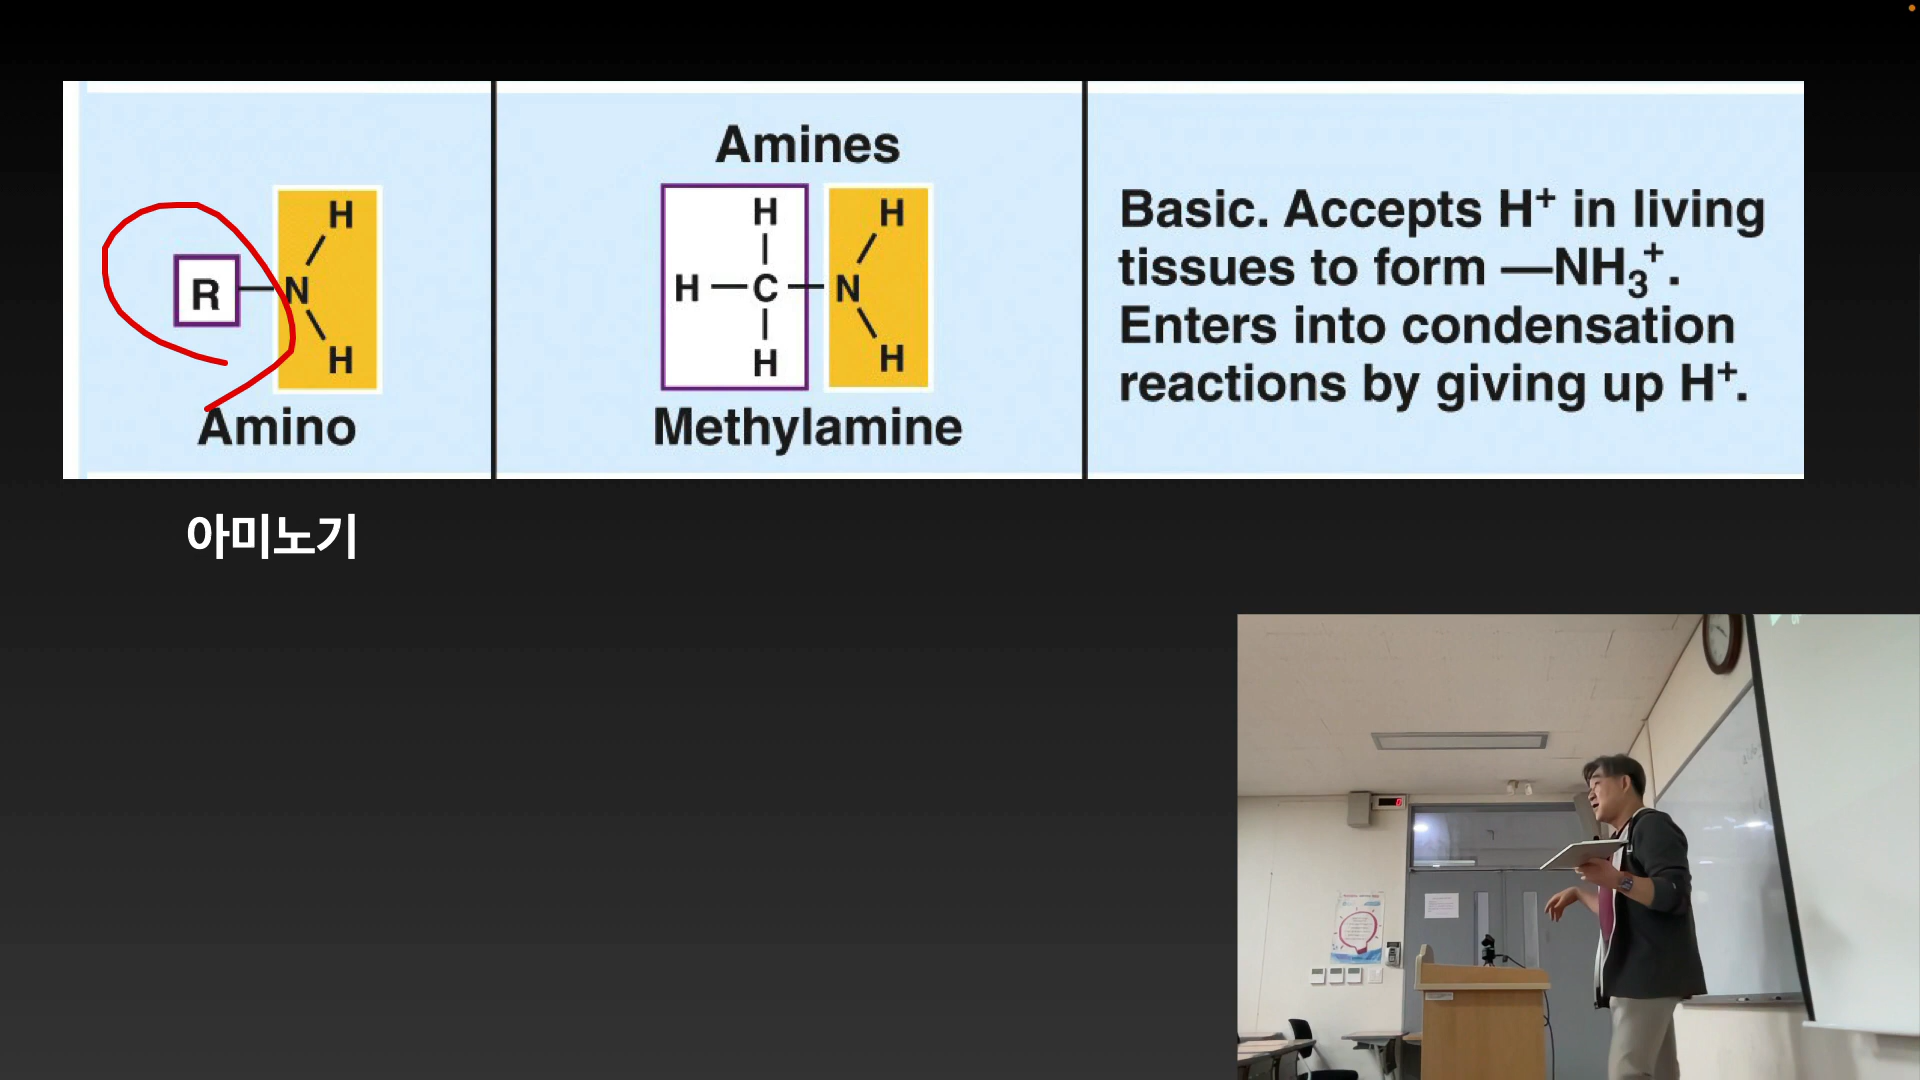 R
N
H
H
Amino
Amines
H
H
C
H
N
H
H
Methylamine
Basic. Accepts H⁺ in living
tissues to form —NH₃⁺.
Enters into condensation
reactions by giving up H⁺.
아미노기